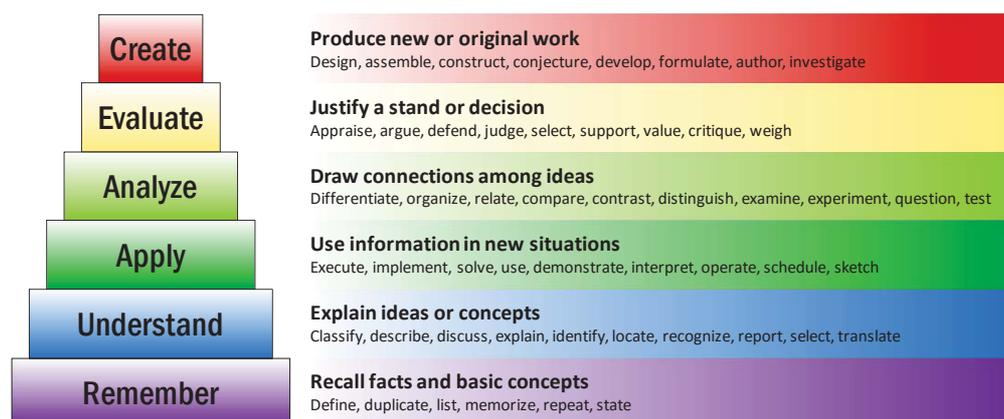 Create
Produce new or original work
Design, assemble, construct, conjecture, develop, formulate, author, investigate
Evaluate
Justify a stand or decision
Appraise, argue, defend, judge, select, support, value, critique, weigh
Analyze
Draw connections among ideas
Differentiate, organize, relate, compare, contrast, distinguish, examine, experiment, question, test
Apply
Use information in new situations
Execute, implement, solve, use, demonstrate, interpret, operate, schedule, sketch
Understand
Explain ideas or concepts
Classify, describe, discuss, explain, identify, locate, recognize, report, select, translate
Remember
Recall facts and basic concepts
Define, duplicate, list, memorize, repeat, state